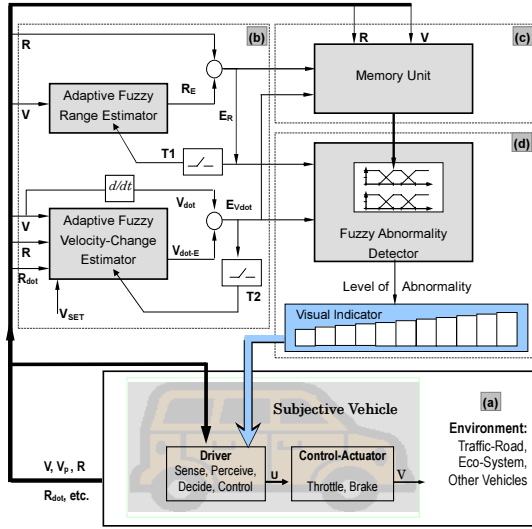 (b)
(c)
R
R
V
Memory Unit
Adaptive Fuzzy
Range Estimator
R_E
V
E_R
(d)
T1
d/dt
V_dot
E_Vdot
Fuzzy Abnormality
Detector
Adaptive Fuzzy
Velocity-Change
Estimator
V
R
R_dot
V_dot-E
T2
V_SET
Level of Abnormality
Visual Indicator
(a)
Subjective Vehicle
Environment:
Traffic-Road,
Eco-System,
Other Vehicles
Driver
Sense, Perceive,
Decide, Control
U
Control-Actuator
Throttle, Brake
V
V, V_p, R
R_dot, etc.